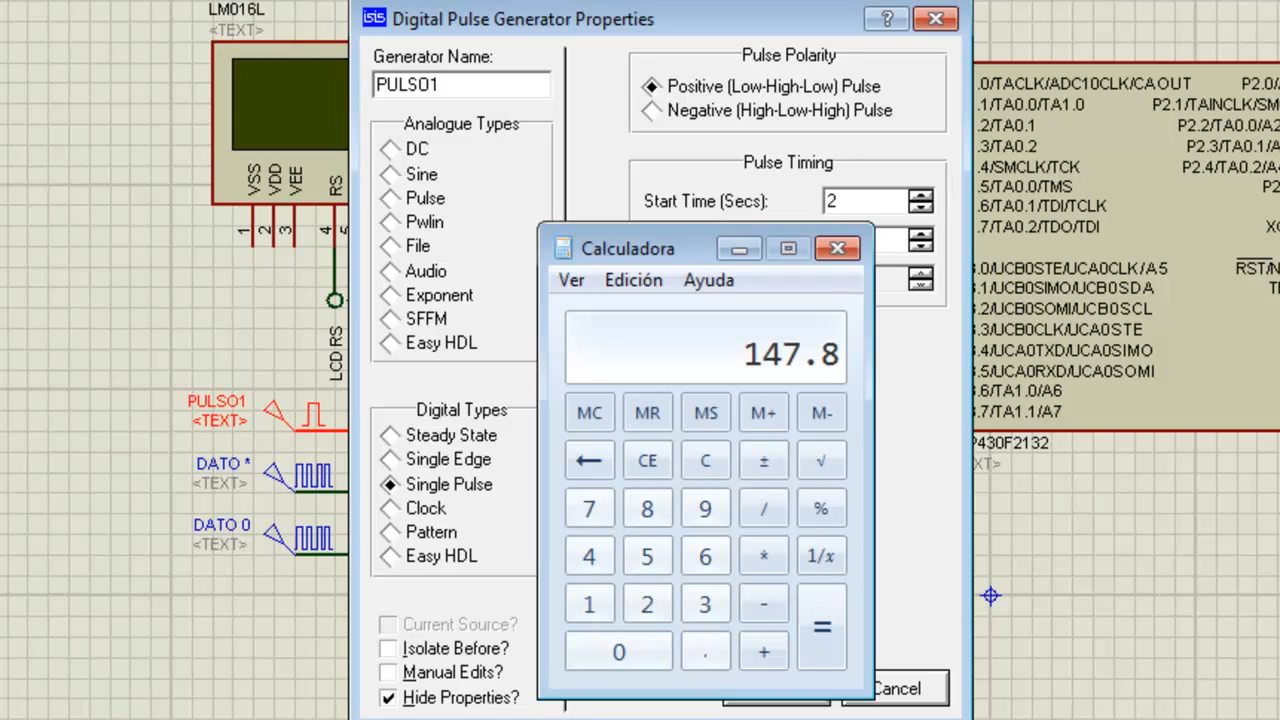 LM016L
<TEXT>
VSS
VDD
VEE
RS
1
2
3
4
5
LCD RS
PULSO1
<TEXT>
DATO *
<TEXT>
DATO 0
<TEXT>
isis Digital Pulse Generator Properties
?
Generator Name:
PULSO1
Analogue Types
DC
Sine
Pulse
Pwlin
File
Audio
Exponent
SFFM
Easy HDL
Digital Types
Steady State
Single Edge
Single Pulse
Clock
Pattern
Easy HDL
Current Source?
Isolate Before?
Manual Edits?
Hide Properties?
Pulse Polarity
Positive (Low-High-Low) Pulse
Negative (High-Low-High) Pulse
Pulse Timing
Start Time (Secs): 2
Cancel
Calculadora
Ver Edición Ayuda
147.8
MC MR MS M+ M-
← CE C ± √
7 8 9 / %
4 5 6 * 1/x
1 2 3 - =
0 . +
.0/TACLK/ADC10CLK/CAOUT P2.0/
.1/TA0.0/TA1.0 P2.1/TAINCLK/SM
.2/TA0.1 P2.2/TA0.0/A
.3/TA0.2 P2.3/TA0.1/A
.4/SMCLK/TCK P2.4/TA0.2/A
.5/TA0.0/TMS P2
.6/TA0.1/TDI/TCLK
.7/TA0.2/TDO/TDI XO
.0/UCB0STE/UCA0CLK/A5 RST/N
.1/UCB0SIMO/UCB0SDA TE
.2/UCB0SOMI/UCB0SCL
.3/UCB0CLK/UCA0STE
.4/UCA0TXD/UCA0SIMO
.5/UCA0RXD/UCA0SOMI
.6/TA1.0/A6
.7/TA1.1/A7
P430F2132
XT>